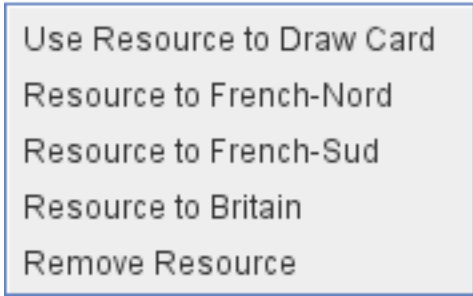 Use Resource to Draw Card
Resource to French-Nord
Resource to French-Sud
Resource to Britain
Remove Resource